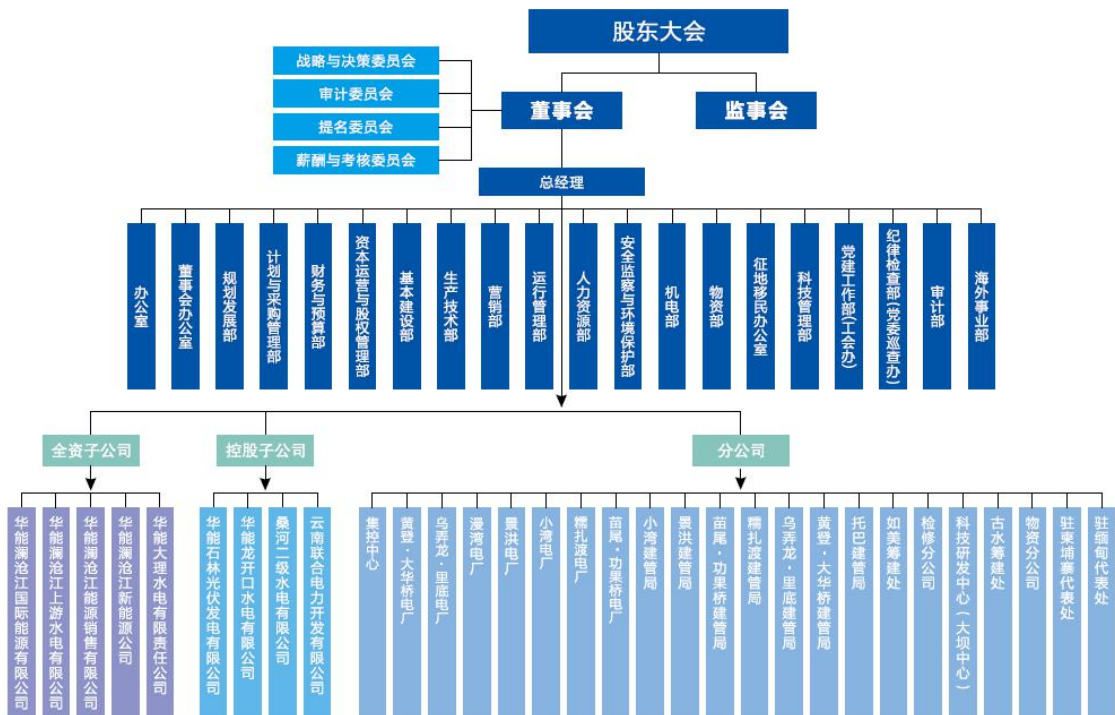 股东大会
战略与决策委员会
审计委员会
提名委员会
薪酬与考核委员会
董事会
监事会
总经理
办公室
董事会办公室
规划发展部
计划与采购管理部
财务与预算部
资本运营与股权管理部
基本建设部
生产技术部
营销部
运行管理部
人力资源部
安全监察与环境保护部
机电部
物资部
征地移民办公室
科技管理部
党建工作部(工会办)
纪律检查部(党委巡查办)
审计部
海外事业部
全资子公司
控股子公司
分公司
华能澜沧江国际能源有限公司
华能澜沧江上游水电有限公司
华能澜沧江能源销售有限公司
华能澜沧江新能源公司
华能大理水电有限责任公司
华能石林光伏发电有限公司
华能龙开口水电有限公司
桑河二级水电有限公司
云南联合电力开发有限公司
集控中心
黄登·大华桥电厂
乌弄龙·里底电厂
漫湾电厂
景洪电厂
小湾电厂
糯扎渡电厂
苗尾·功果桥电厂
小湾建管局
景洪建管局
苗尾·功果桥建管局
糯扎渡建管局
乌弄龙·里底建管局
黄登·大华桥建管局
托巴建管局
如美筹建处
检修分公司
科技研发中心(大坝中心)
古水筹建处
物资分公司
驻柬埔寨代表处
驻缅甸代表处